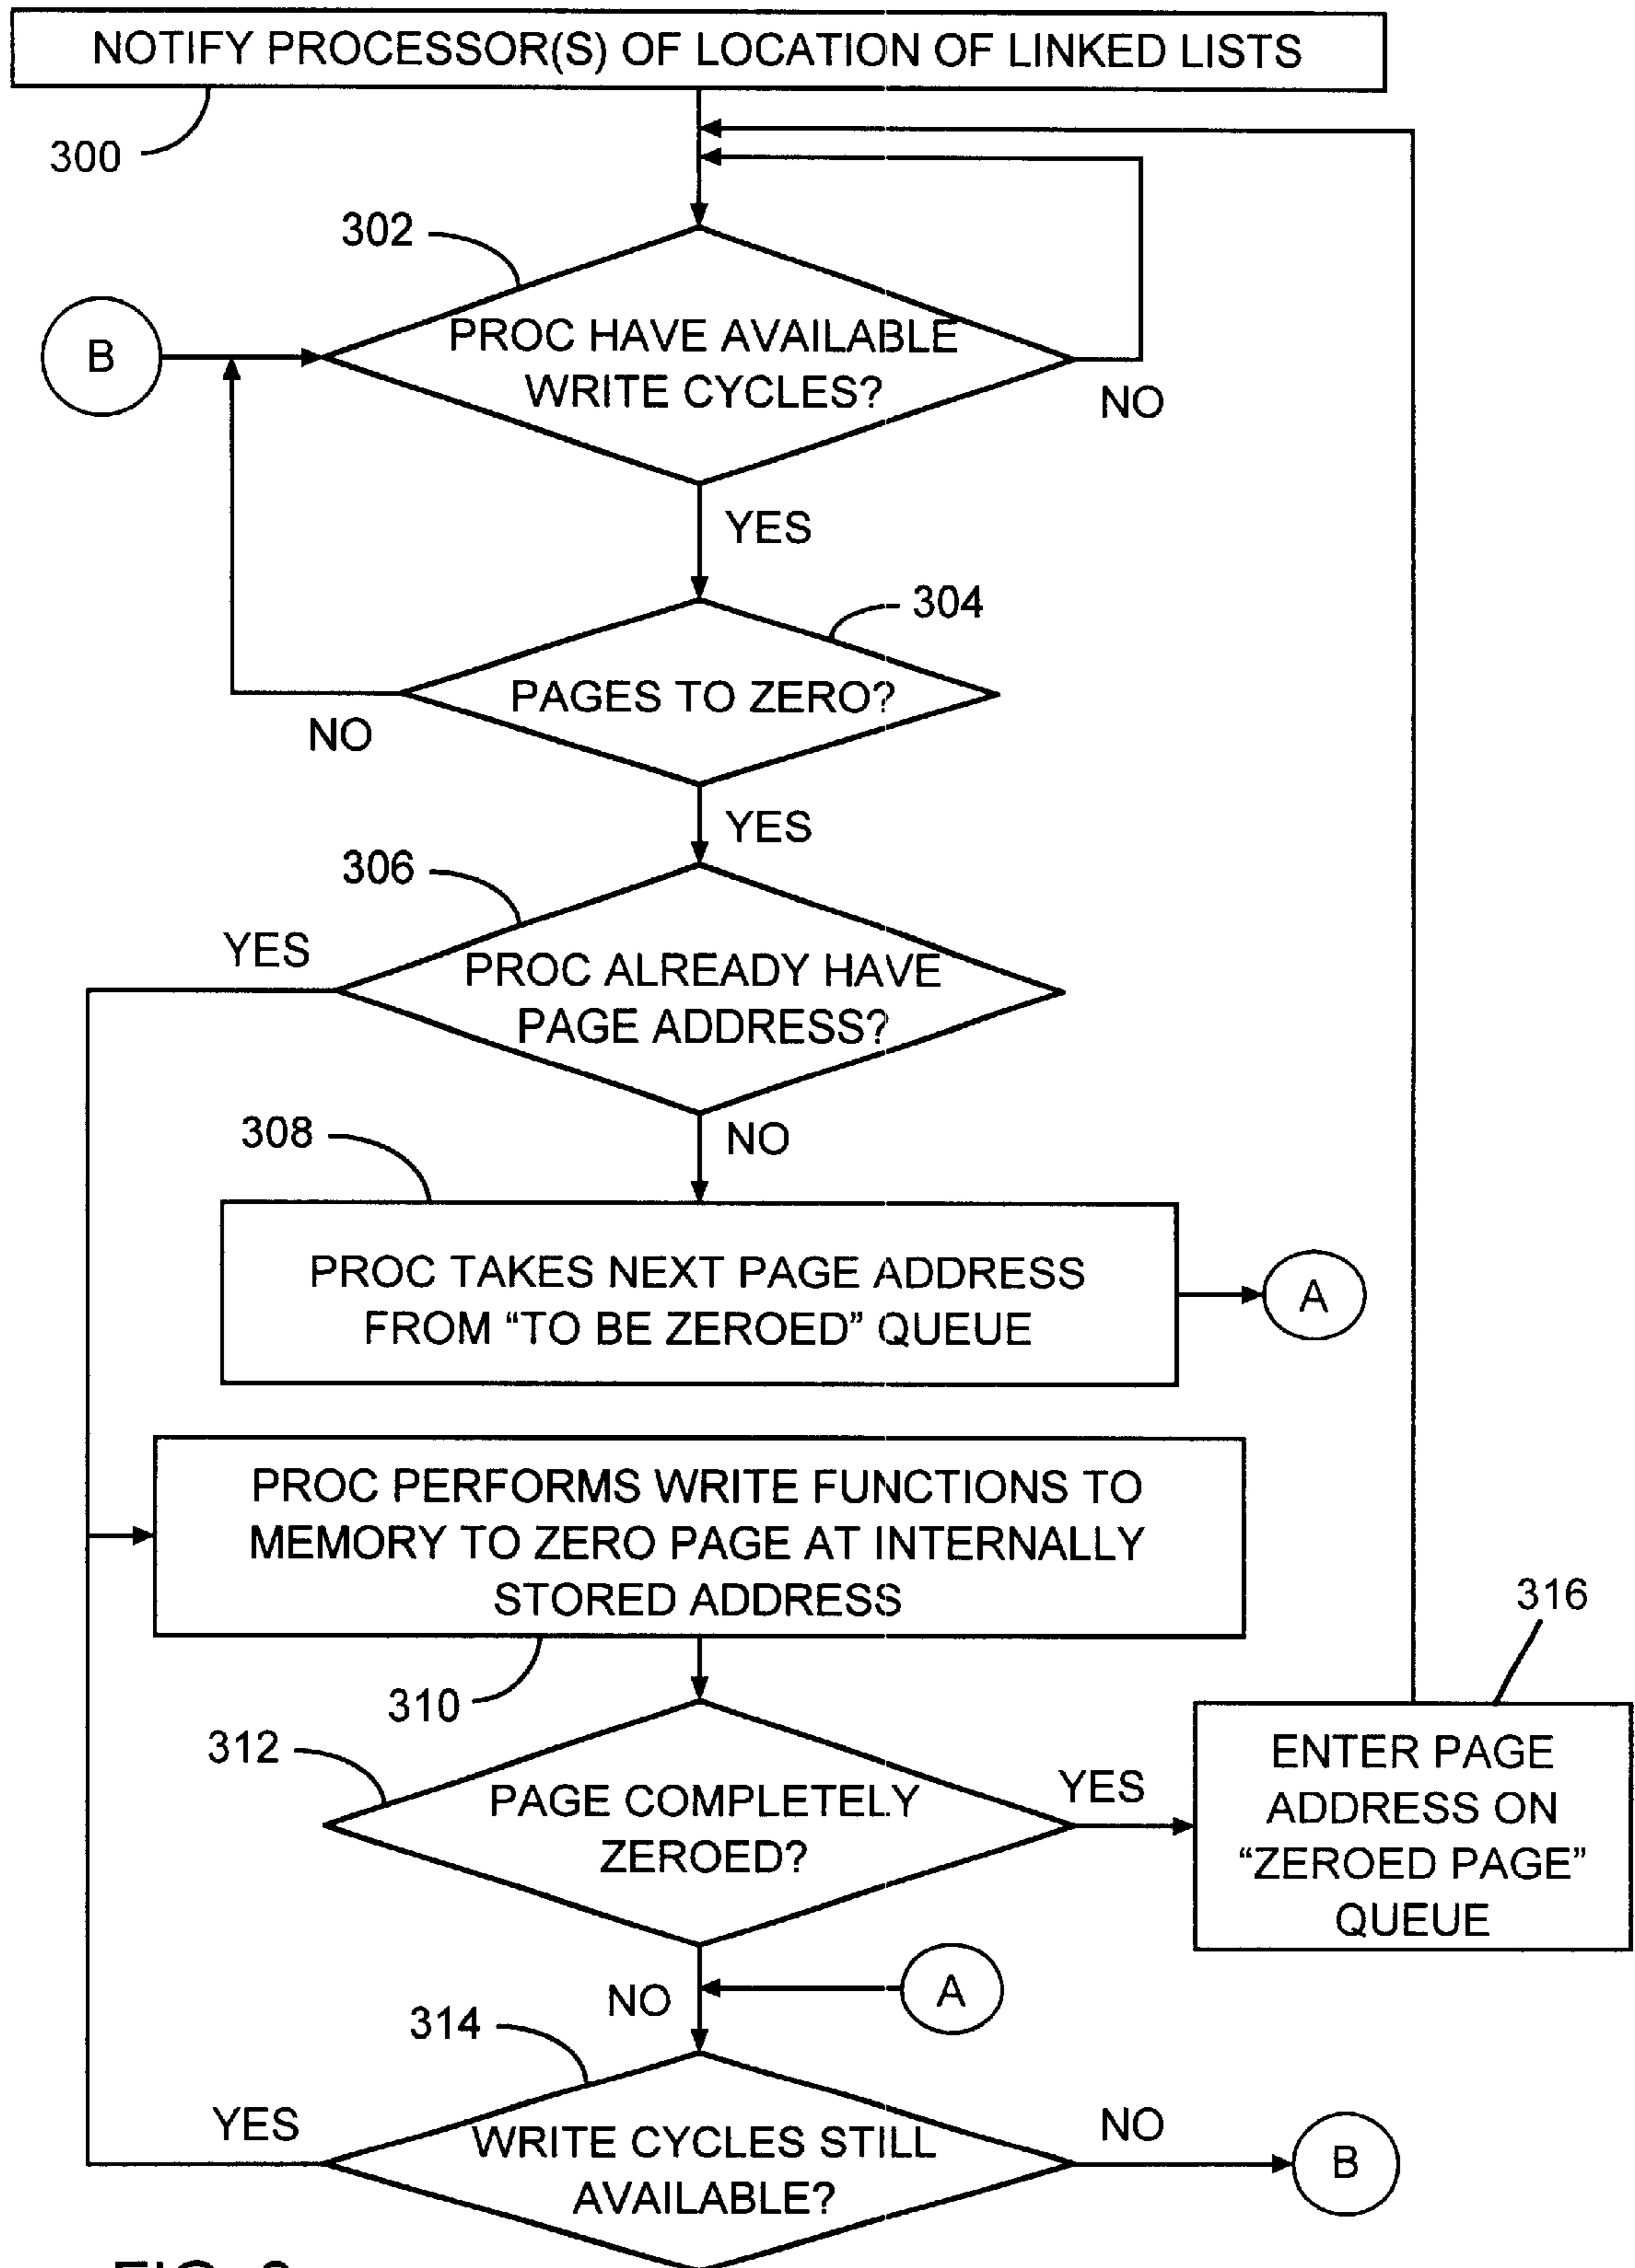 NOTIFY PROCESSOR(S) OF LOCATION OF LINKED LISTS
300
302
B
PROC HAVE AVAILABLE
WRITE CYCLES?
NO
YES
304
PAGES TO ZERO?
NO
YES
306
YES
PROC ALREADY HAVE
PAGE ADDRESS?
308
NO
PROC TAKES NEXT PAGE ADDRESS
FROM “TO BE ZEROED” QUEUE
A
PROC PERFORMS WRITE FUNCTIONS TO
MEMORY TO ZERO PAGE AT INTERNALLY
STORED ADDRESS
316
310
312
PAGE COMPLETELY
ZEROED?
YES
ENTER PAGE
ADDRESS ON
“ZEROED PAGE”
QUEUE
NO
A
314
YES
WRITE CYCLES STILL
AVAILABLE?
NO
B